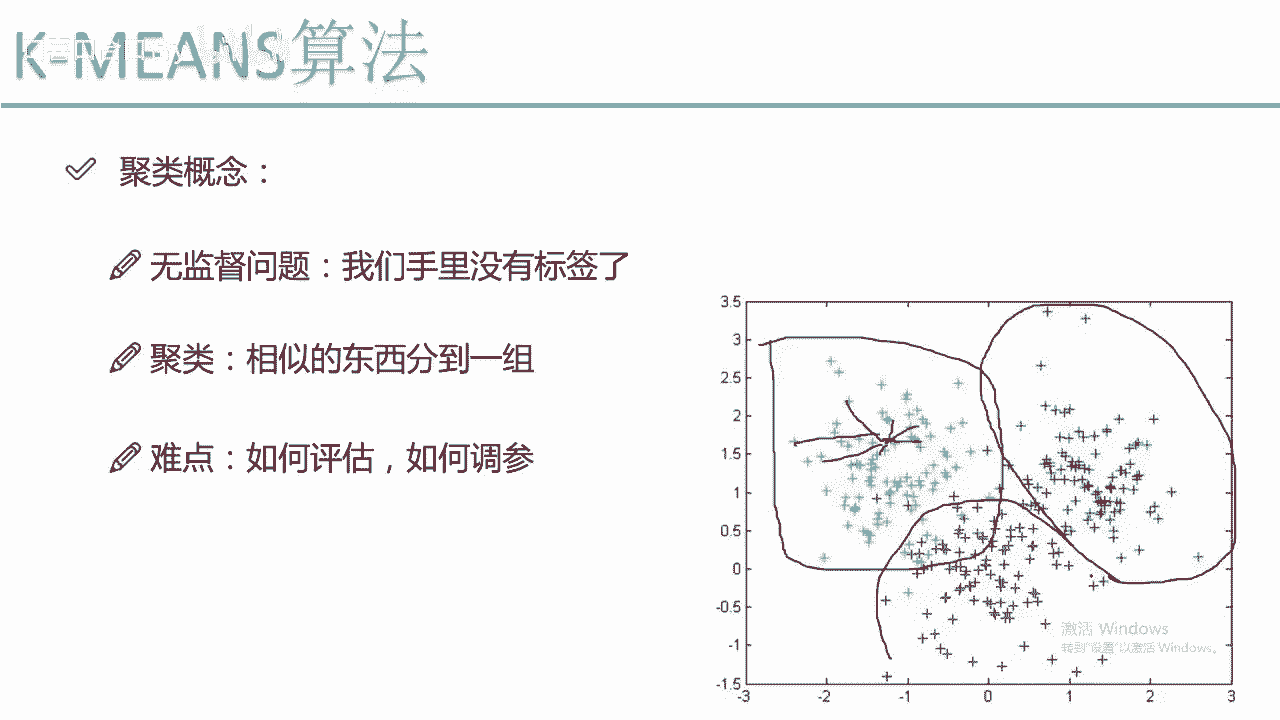 K-MEANS算法
聚类概念：
无监督问题：我们手里没有标签了
聚类：相似的东西分到一组
难点：如何评估，如何调参
3.5
3
2.5
2
1.5
1
0.5
0
-0.5
-1
-1.5
-3 -2 -1 0 1 2 3
激活 Windows
转到"设置"以激活 Windows。